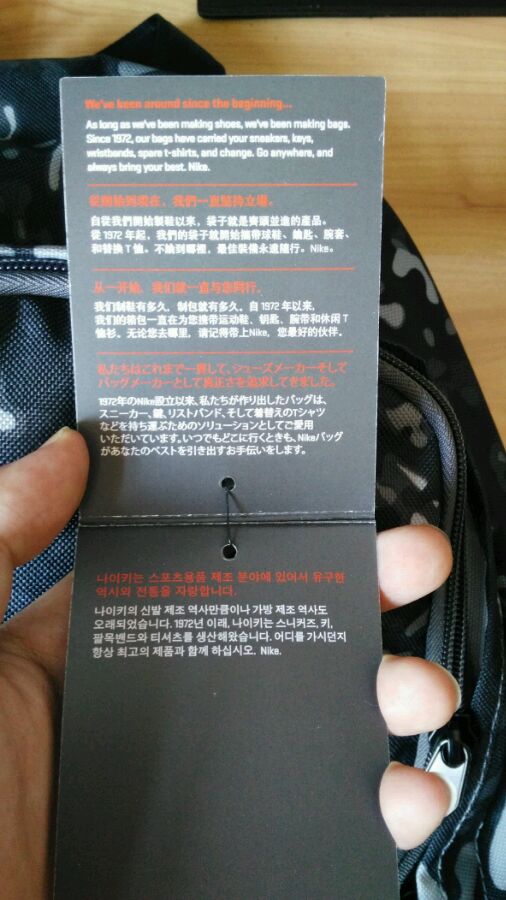 We've been around since the beginning...
As long as we've been making shoes, we've been making bags.
Since 1972, our bags have carried your sneakers, keys,
wristbands, spare t-shirts, and change. Go anywhere, and
always bring your best. Nike.
從開始到現在，我們一直堅持立場。
自從我們開始製鞋以來，袋子就是齊頭並進的產品。
從 1972 年起，我們的袋子就開始攜帶球鞋、鑰匙、腕套、
和替換 T 恤。不論到哪裡，最佳裝備永遠隨行。Nike。
从一开始，我们就一直与您同行。
我们制鞋有多久，制包就有多久。自 1972 年以来，
我们的箱包一直在为您携带运动鞋、钥匙、腕带和休闲 T
恤衫。无论您去哪里，请记得带上Nike，您最好的伙伴。
私たちはこれまで一貫して、シューズメーカーそして
バッグメーカーとして真正さを追求してきました。
1972年のNike設立以来、私たちが作り出したバッグは、
スニーカー、鍵、リストバンド、そして着替えのTシャツ
などを持ち運ぶためのソリューションとしてご愛用
いただいています。いつでもどこに行くときも、Nikeバッグ
があなたのベストを引き出すお手伝いをします。
나이키는 스포츠용품 제조 분야에 있어서 유구한
역사와 전통을 자랑합니다.
나이키의 신발 제조 역사만큼이나 가방 제조 역사도
오래되었습니다. 1972년 이래, 나이키는 스니커즈, 키,
팔목밴드와 티셔츠를 생산해왔습니다. 어디를 가시던지
항상 최고의 제품과 함께 하십시오. Nike.